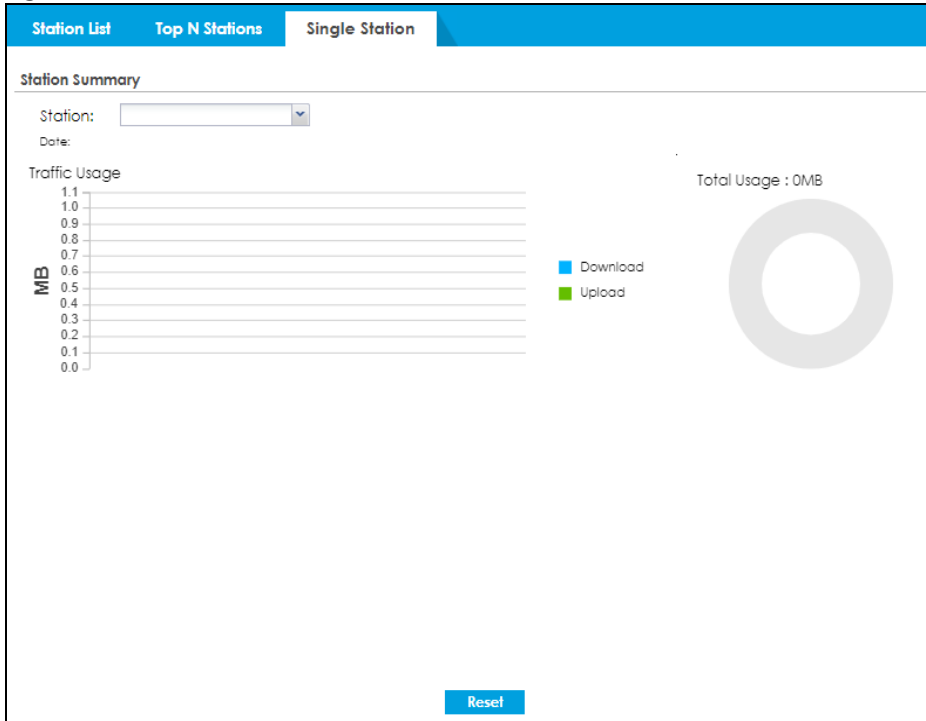 Station List Top N Stations Single Station
Station Summary
Station:
Date:
Traffic Usage
Total Usage : 0MB
1.1
1.0
0.9
0.8
0.7
0.6
0.5
0.4
0.3
0.2
0.1
0.0
MB
Download
Upload
Reset